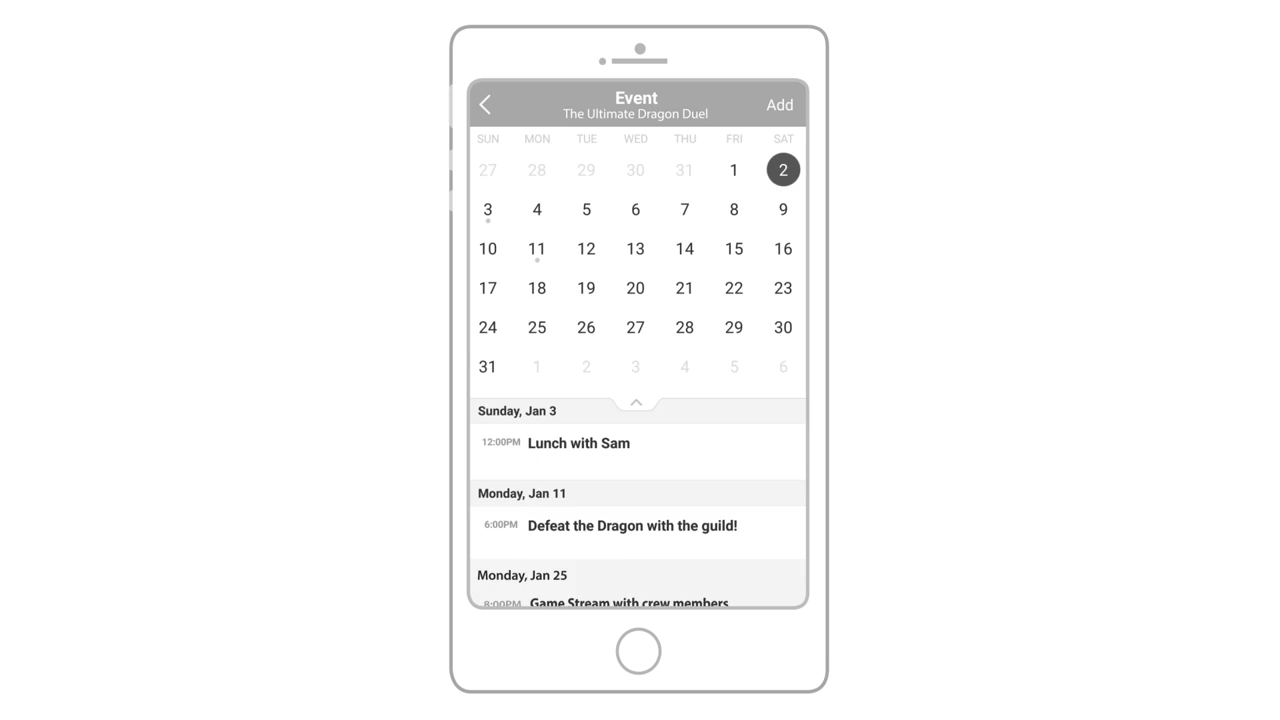 Event
The Ultimate Dragon Duel
Add
SUN MON TUE WED THU FRI SAT
27 28 29 30 31 1 2
3 4 5 6 7 8 9
10 11 12 13 14 15 16
17 18 19 20 21 22 23
24 25 26 27 28 29 30
31 1 2 3 4 5 6
Sunday, Jan 3
12:00PM Lunch with Sam
Monday, Jan 11
6:00PM Defeat the Dragon with the guild!
Monday, Jan 25
8:00PM Game Stream with crew members